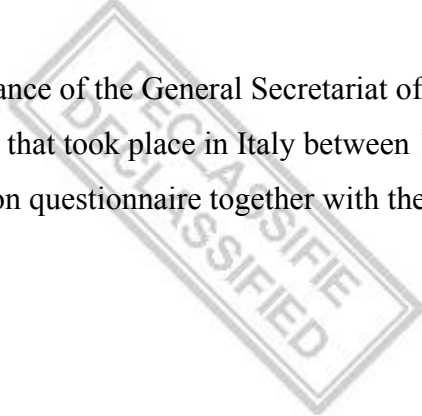 ance of the General Secretariat of
that took place in Italy between
on questionnaire together with the
DECLASSIFIE
DECLASSIFIED